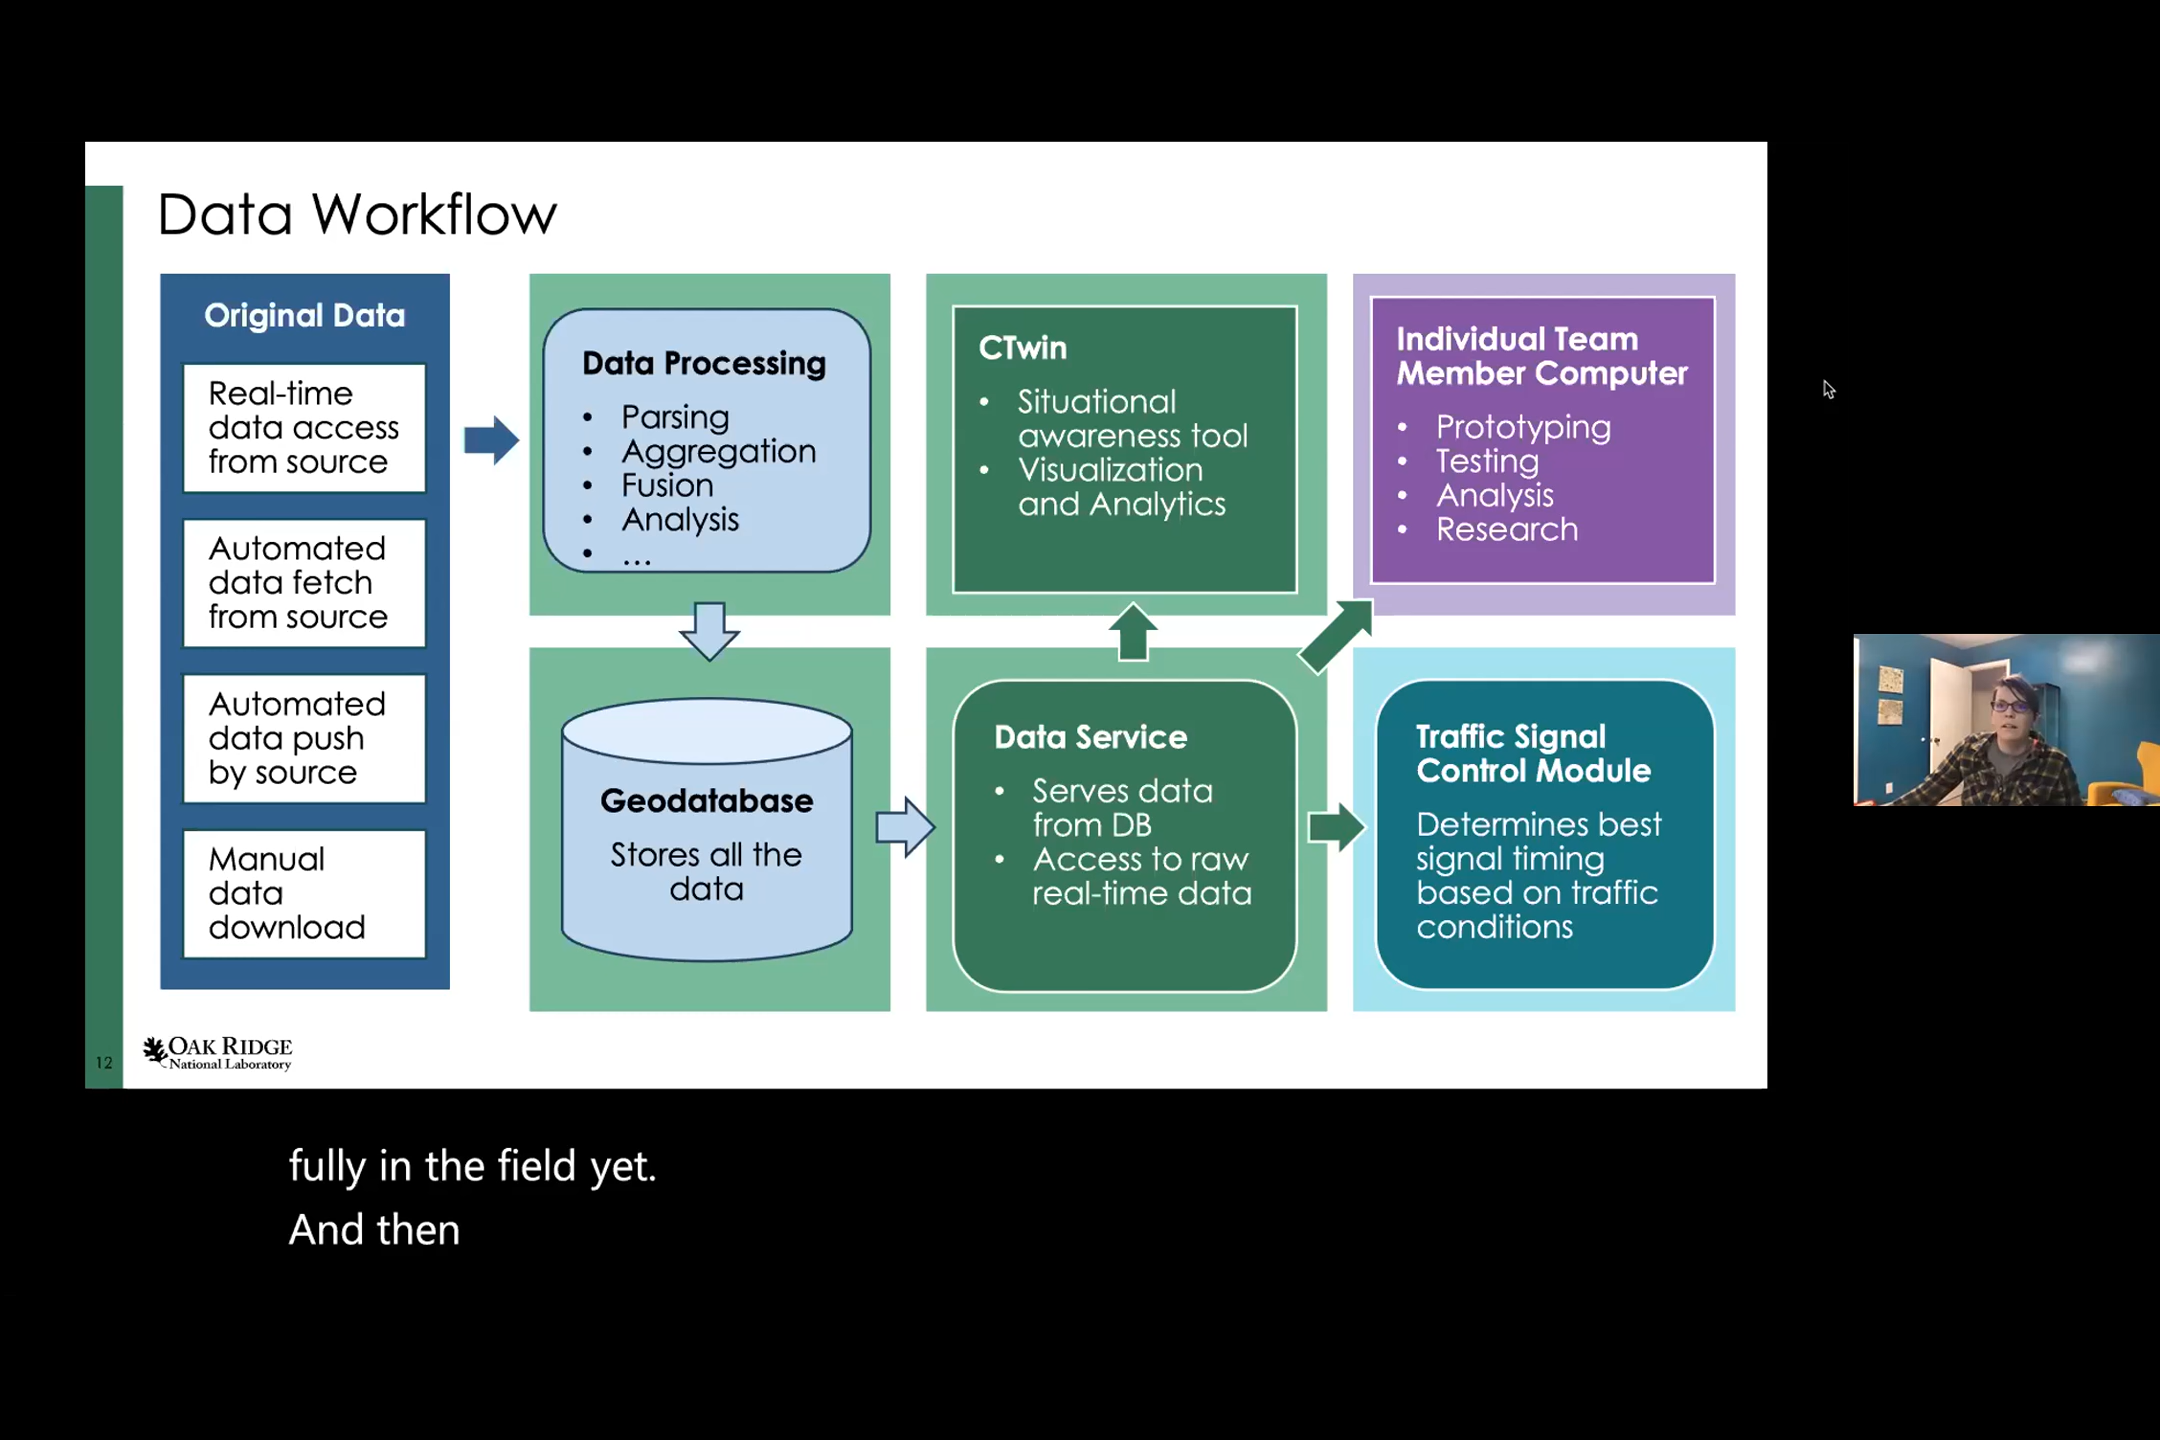 Data Workflow
Original Data
Real-time
data access
from source
Automated
data fetch
from source
Automated
data push
by source
Manual
data
download
Data Processing
• Parsing
• Aggregation
• Fusion
• Analysis
• ...
Geodatabase
Stores all the
data
CTwin
• Situational
awareness tool
• Visualization
and Analytics
Data Service
• Serves data
from DB
• Access to raw
real-time data
Individual Team
Member Computer
• Prototyping
• Testing
• Analysis
• Research
Traffic Signal
Control Module
Determines best
signal timing
based on traffic
conditions
12
OAK RIDGE
National Laboratory
fully in the field yet.
And then